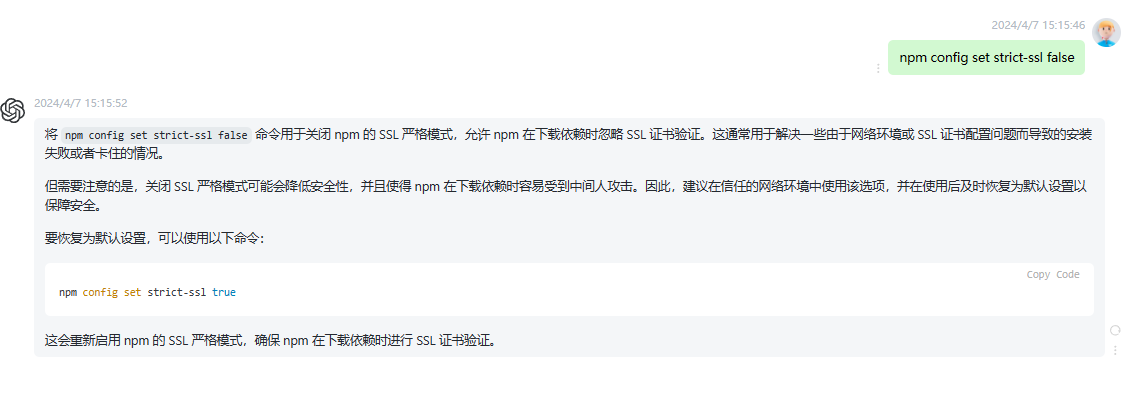 2024/4/7 15:15:46
npm config set strict-ssl false
2024/4/7 15:15:52
将 npm config set strict-ssl false 命令用于关闭 npm 的 SSL 严格模式，允许 npm 在下载依赖时忽略 SSL 证书验证。这通常用于解决一些由于网络环境或 SSL 证书配置问题而导致的安装
失败或者卡住的情况。
但需要注意的是，关闭 SSL 严格模式可能会降低安全性，并且使得 npm 在下载依赖时容易受到中间人攻击。因此，建议在信任的网络环境中使用该选项，并在使用后及时恢复为默认设置以
保障安全。
要恢复为默认设置，可以使用以下命令：
Copy Code
npm config set strict-ssl true
这会重新启用 npm 的 SSL 严格模式，确保 npm 在下载依赖时进行 SSL 证书验证。